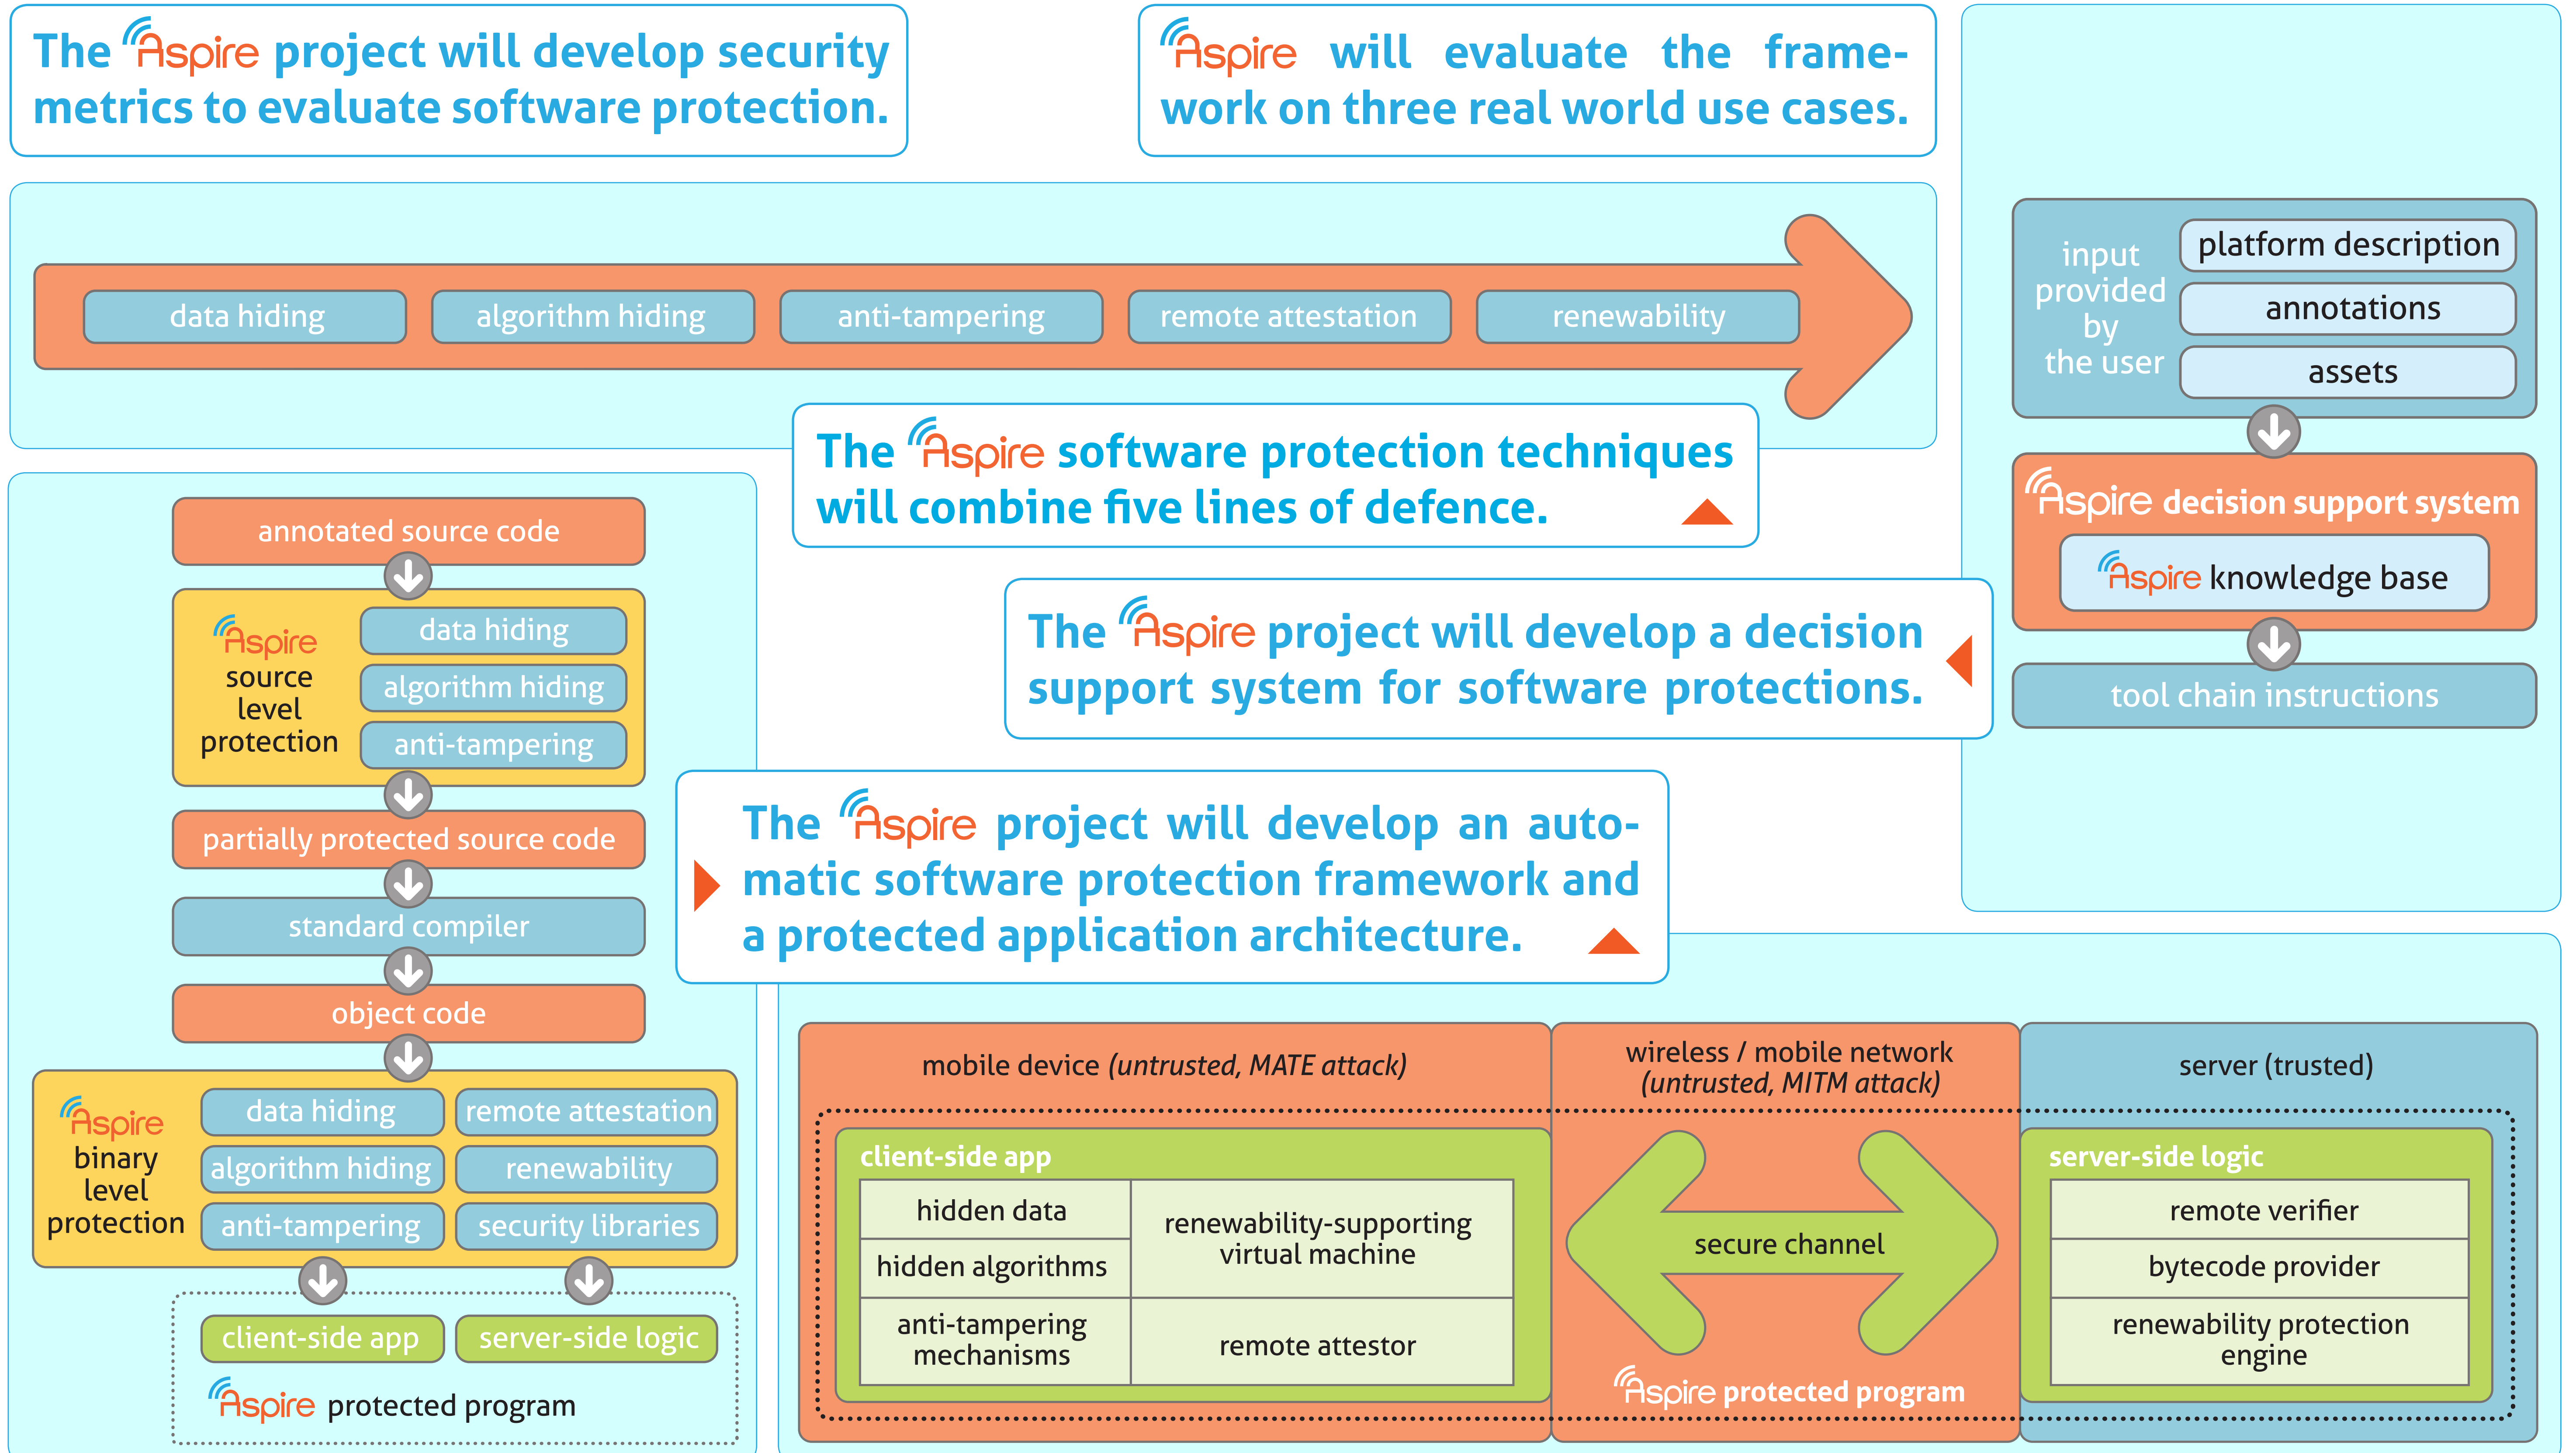 The Aspire project will develop security
metrics to evaluate software protection.
Aspire will evaluate the frame-
work on three real world use cases.
data hiding
algorithm hiding
anti-tampering
remote attestation
renewability
The Aspire software protection techniques
will combine five lines of defence.
input
provided
by
the user
platform description
annotations
assets
Aspire decision support system
Aspire knowledge base
tool chain instructions
The Aspire project will develop a decision
support system for software protections.
annotated source code
Aspire
source
level
protection
data hiding
algorithm hiding
anti-tampering
partially protected source code
standard compiler
object code
Aspire
binary
level
protection
data hiding
remote attestation
algorithm hiding
renewability
anti-tampering
security libraries
client-side app
server-side logic
Aspire protected program
The Aspire project will develop an auto-
matic software protection framework and
a protected application architecture.
mobile device (untrusted, MATE attack)
wireless / mobile network
(untrusted, MITM attack)
server (trusted)
client-side app
hidden data
hidden algorithms
anti-tampering
mechanisms
renewability-supporting
virtual machine
remote attestor
secure channel
Aspire protected program
server-side logic
remote verifier
bytecode provider
renewability protection
engine